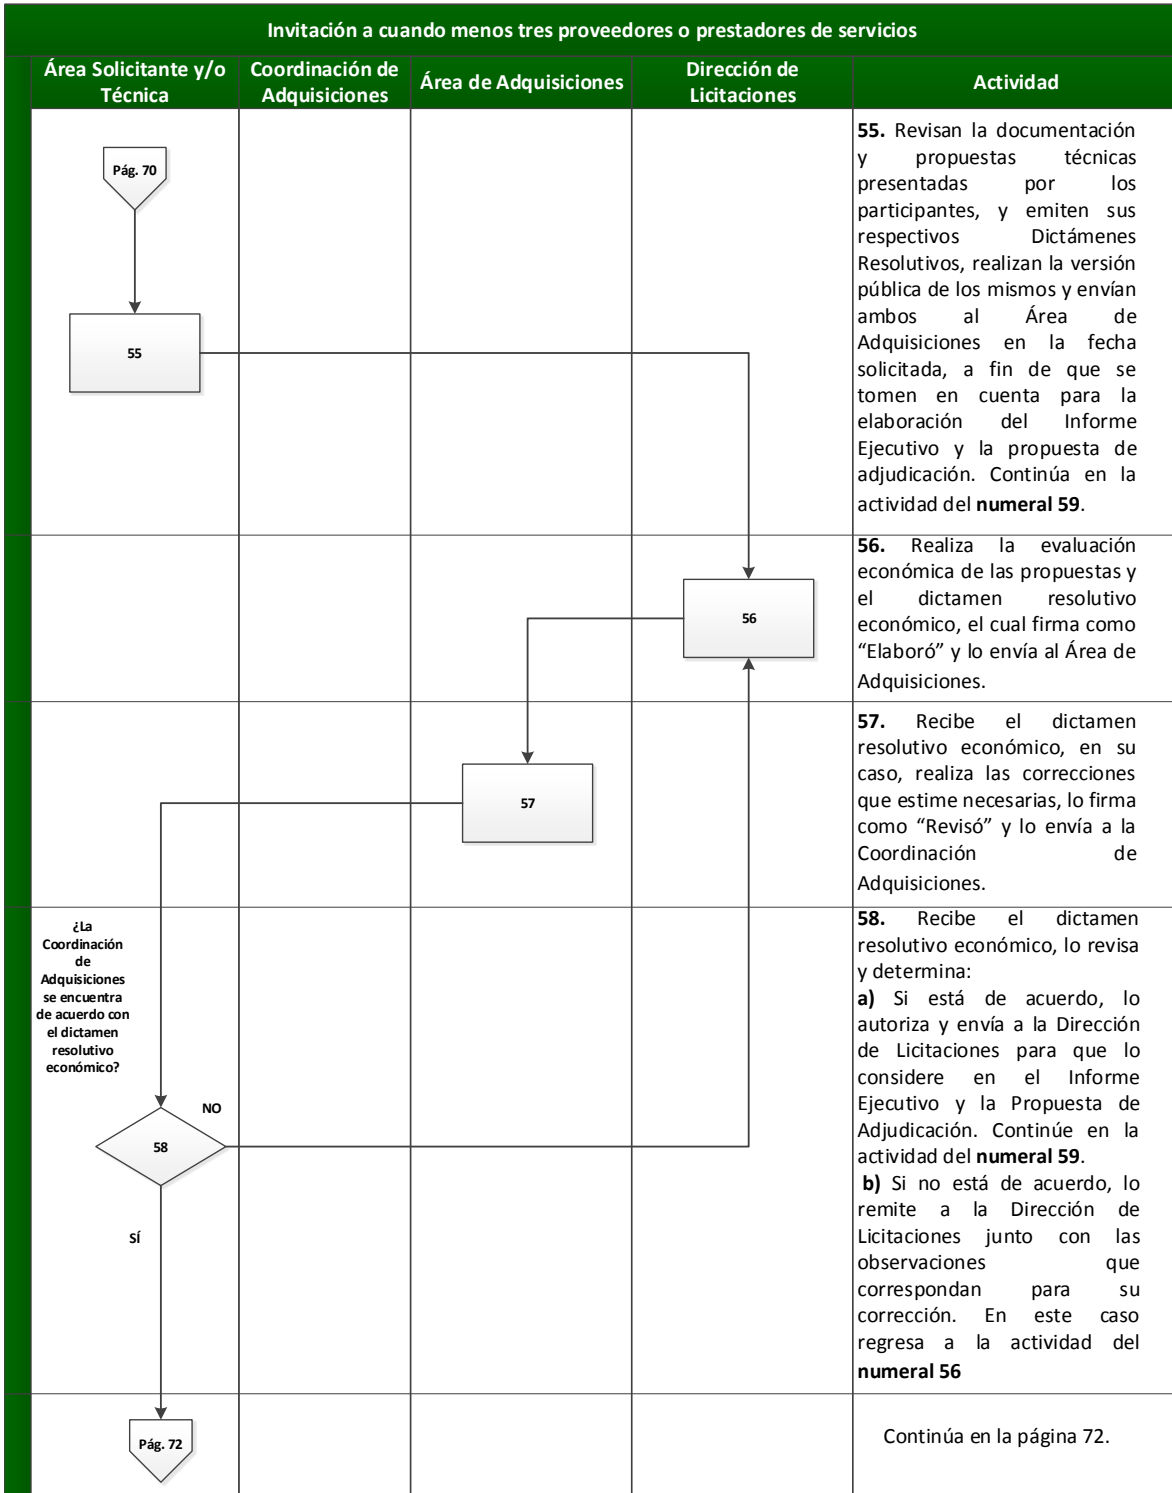 Invitación a cuando menos tres proveedores o prestadores de servicios
Área Solicitante y/o
Técnica
Coordinación de
Adquisiciones
Área de Adquisiciones
Dirección de
Licitaciones
Actividad
Pág. 70
55
55. Revisan la documentación
y propuestas técnicas
presentadas por los
participantes, y emiten sus
respectivos Dictámenes
Resolutivos, realizan la versión
pública de los mismos y envían
ambos al Área de
Adquisiciones en la fecha
solicitada, a fin de que se
tomen en cuenta para la
elaboración del Informe
Ejecutivo y la propuesta de
adjudicación. Continúa en la
actividad del numeral 59.
56
56. Realiza la evaluación
económica de las propuestas y
el dictamen resolutivo
económico, el cual firma como
“Elaboró” y lo envía al Área de
Adquisiciones.
57
57. Recibe el dictamen
resolutivo económico, en su
caso, realiza las correcciones
que estime necesarias, lo firma
como “Revisó” y lo envía a la
Coordinación de
Adquisiciones.
¿La
Coordinación
de
Adquisiciones
se encuentra
de acuerdo con
el dictamen
resolutivo
económico?
NO
58
SÍ
58. Recibe el dictamen
resolutivo económico, lo revisa
y determina:
a) Si está de acuerdo, lo
autoriza y envía a la Dirección
de Licitaciones para que lo
considere en el Informe
Ejecutivo y la Propuesta de
Adjudicación. Continúe en la
actividad del numeral 59.
b) Si no está de acuerdo, lo
remite a la Dirección de
Licitaciones junto con las
observaciones que
correspondan para su
corrección. En este caso
regresa a la actividad del
numeral 56
Pág. 72
Continúa en la página 72.